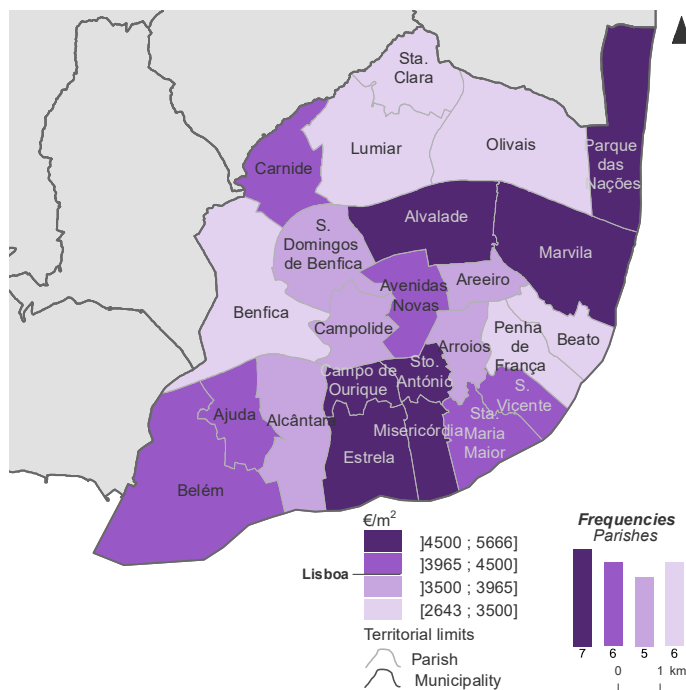 Sta.
Clara
Lumiar
Olivais
Parque
das
Nações
Carnide
Alvalade
S.
Domingos
de Benfica
Marvila
Avenidas
Novas
Areeiro
Benfica
Campolide
Arroios
Penha
de
França
Beato
Campo de
Ourique
Sto.
António
S.
Vicente
Ajuda
Alcântara
Misericórdia
Sta.
Maria
Maior
Estrela
Belém
€/m²
]4500 ; 5666]
]3965 ; 4500]
Lisboa
]3500 ; 3965]
[2643 ; 3500]
Territorial limits
Parish
Municipality
Frequencies
Parishes
7 6 5 6
0 1 km